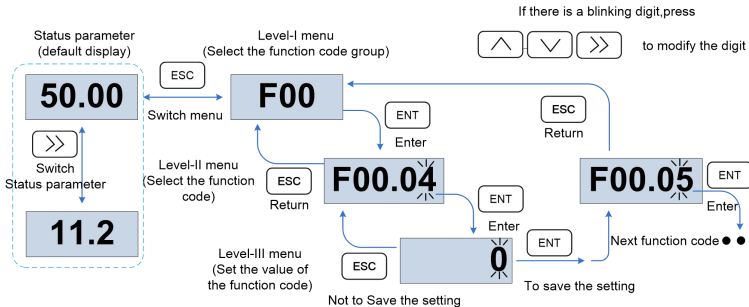 If there is a blinking digit,press
to modify the digit
Status parameter
(default display)
50.00
Switch
Status parameter
11.2
ESC
Switch menu
Level-I menu
(Select the function code group)
F00
ENT
Enter
Level-II menu
(Select the function
code)
ESC
Return
F00.04
ENT
Enter
Level-III menu
(Set the value of
the function code)
ESC
0
Not to Save the setting
ENT
To save the setting
ESC
Return
F00.05
ENT
Enter
Next function code